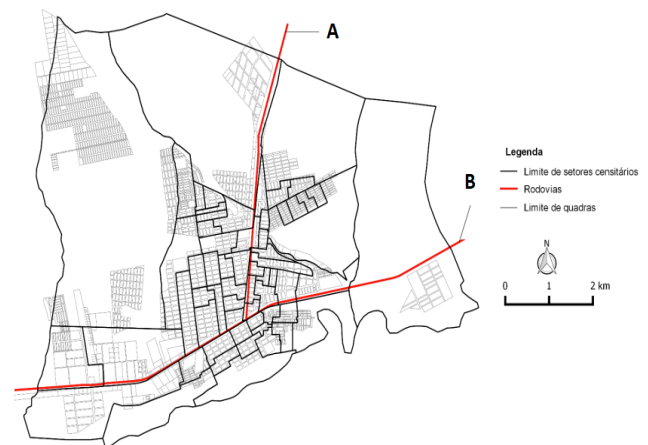 A
B
Legenda
Limite de setores censitários
Rodovias
Limite de quadras
N
0 1 2 km